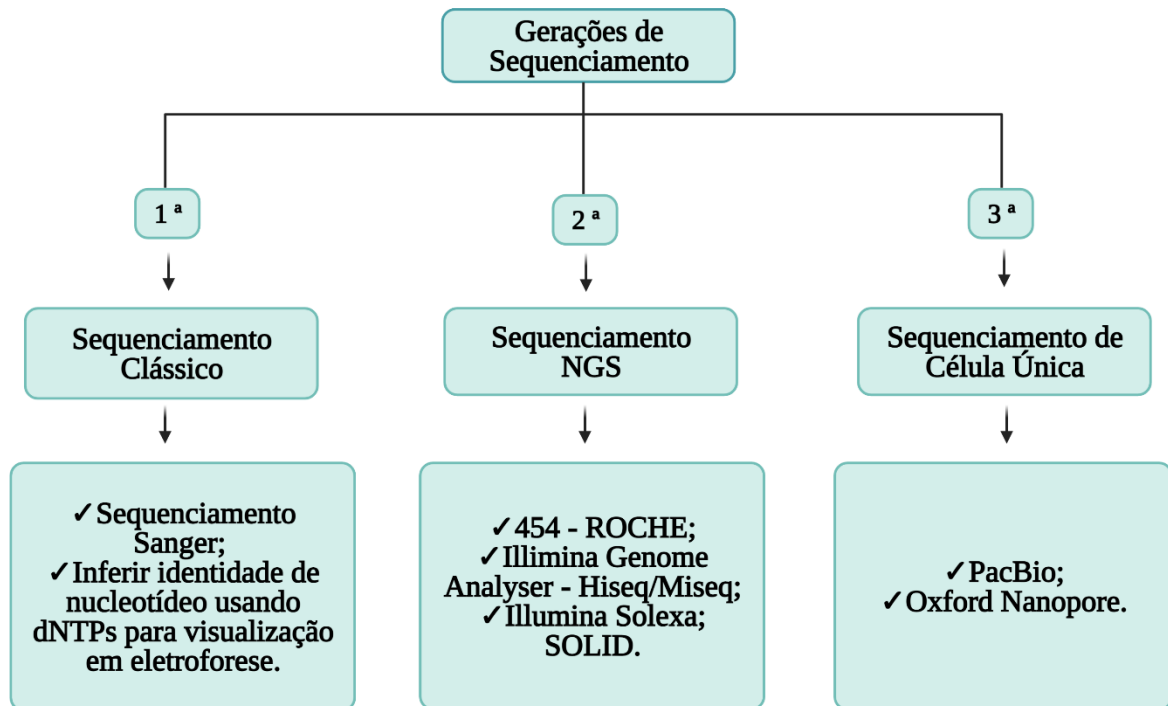 Gerações de
Sequenciamento
1 ª
2 ª
3 ª
Sequenciamento
Clássico
Sequenciamento
NGS
Sequenciamento de
Célula Única
✓Sequenciamento
Sanger;
✓Inferir identidade de
nucleotídeo usando
dNTPs para visualização
em eletroforese.
✓454 - ROCHE;
✓Illimina Genome
Analyser - Hiseq/Miseq;
✓Illumina Solexa;
SOLID.
✓PacBio;
✓Oxford Nanopore.